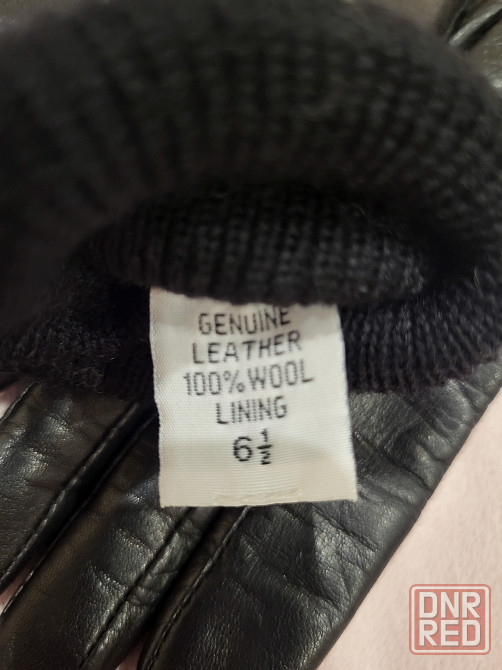 GENUINE
LEATHER
100% WOOL
LINING
6½
DNR
RED